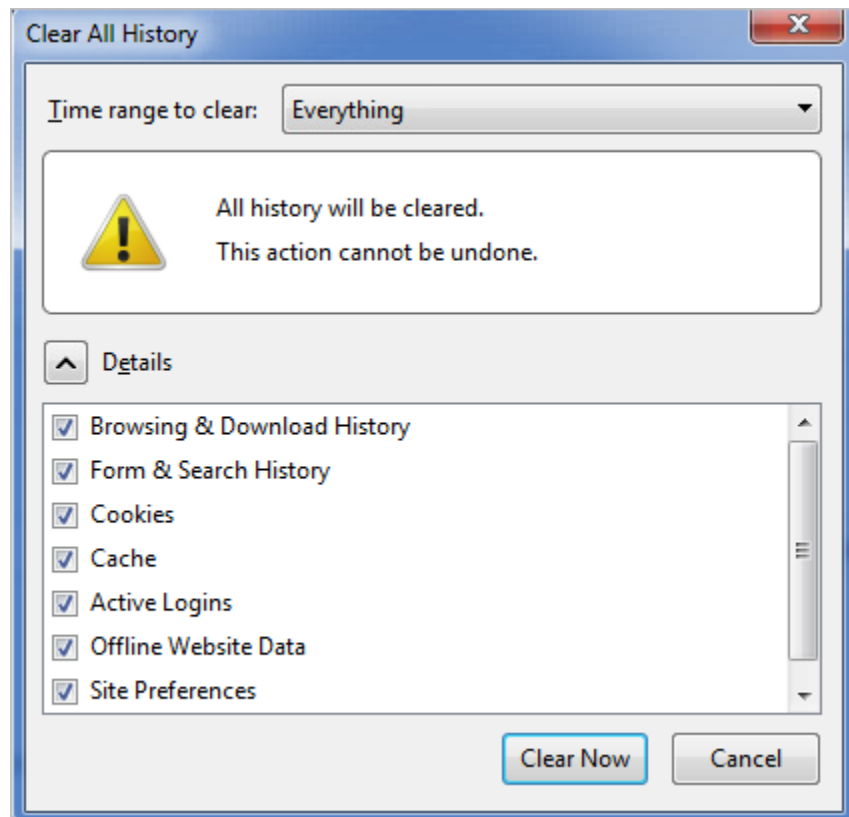 Clear All History
Time range to clear: Everything
All history will be cleared.
This action cannot be undone.
Details
Browsing & Download History
Form & Search History
Cookies
Cache
Active Logins
Offline Website Data
Site Preferences
Clear Now Cancel